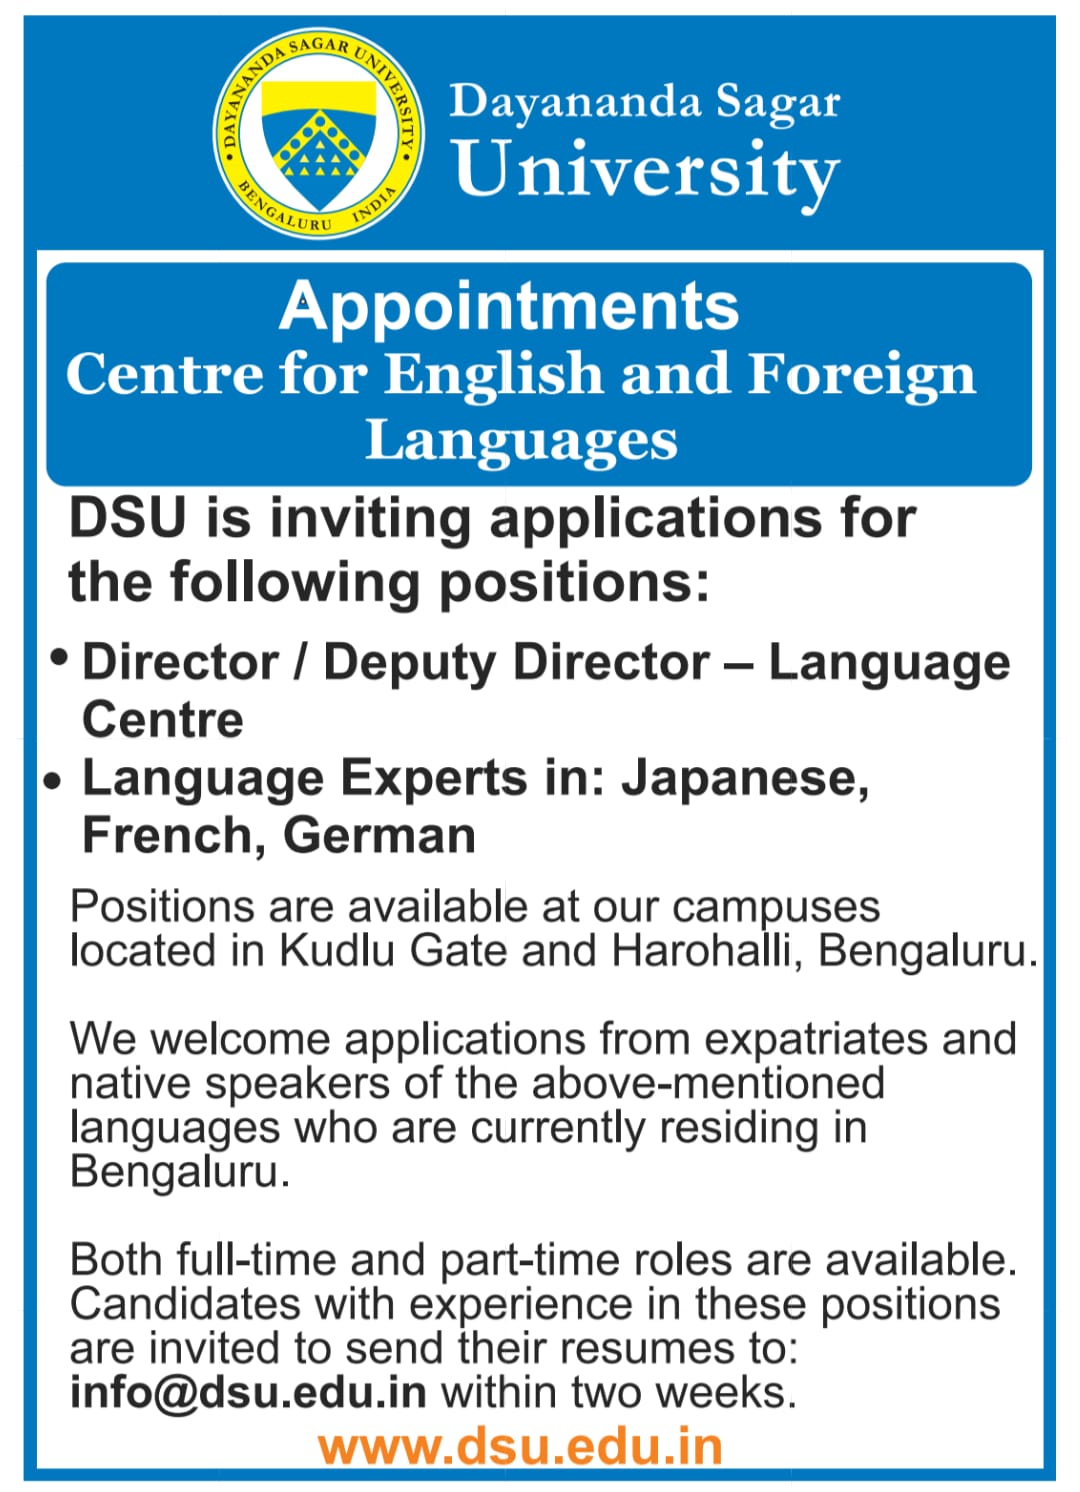 • DAYANANDA SAGAR UNIVERSITY •
BENGALURU INDIA
Dayananda Sagar
University
Appointments
Centre for English and Foreign
Languages
DSU is inviting applications for
the following positions:
• Director / Deputy Director – Language
Centre
• Language Experts in: Japanese,
French, German
Positions are available at our campuses
located in Kudlu Gate and Harohalli, Bengaluru.
We welcome applications from expatriates and
native speakers of the above-mentioned
languages who are currently residing in
Bengaluru.
Both full-time and part-time roles are available.
Candidates with experience in these positions
are invited to send their resumes to:
info@dsu.edu.in within two weeks.
www.dsu.edu.in